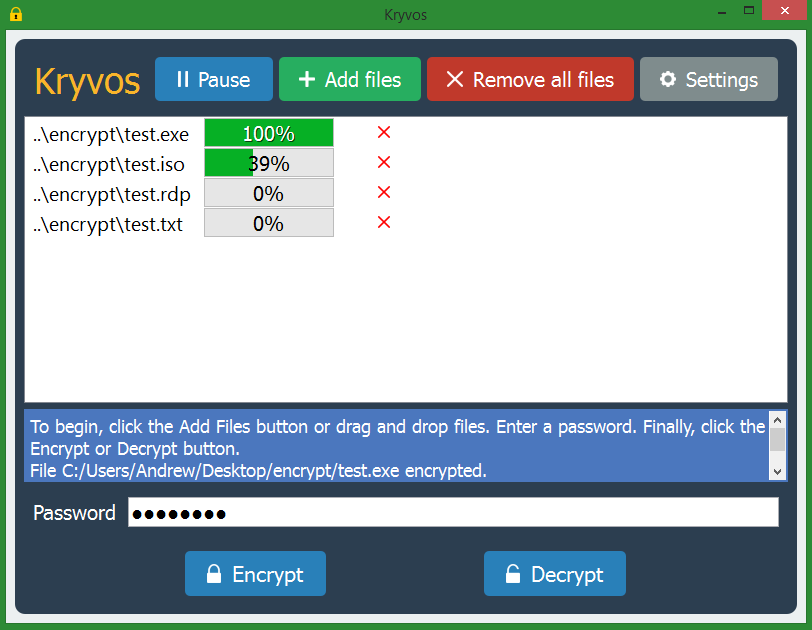 Kryvos
Kryvos
Pause
Add files
Remove all files
Settings
..\encrypt\test.exe 100%
..\encrypt\test.iso 39%
..\encrypt\test.rdp 0%
..\encrypt\test.txt 0%
To begin, click the Add Files button or drag and drop files. Enter a password. Finally, click the
Encrypt or Decrypt button.
File C:/Users/Andrew/Desktop/encrypt/test.exe encrypted.
Password ●●●●●●●●
Encrypt
Decrypt